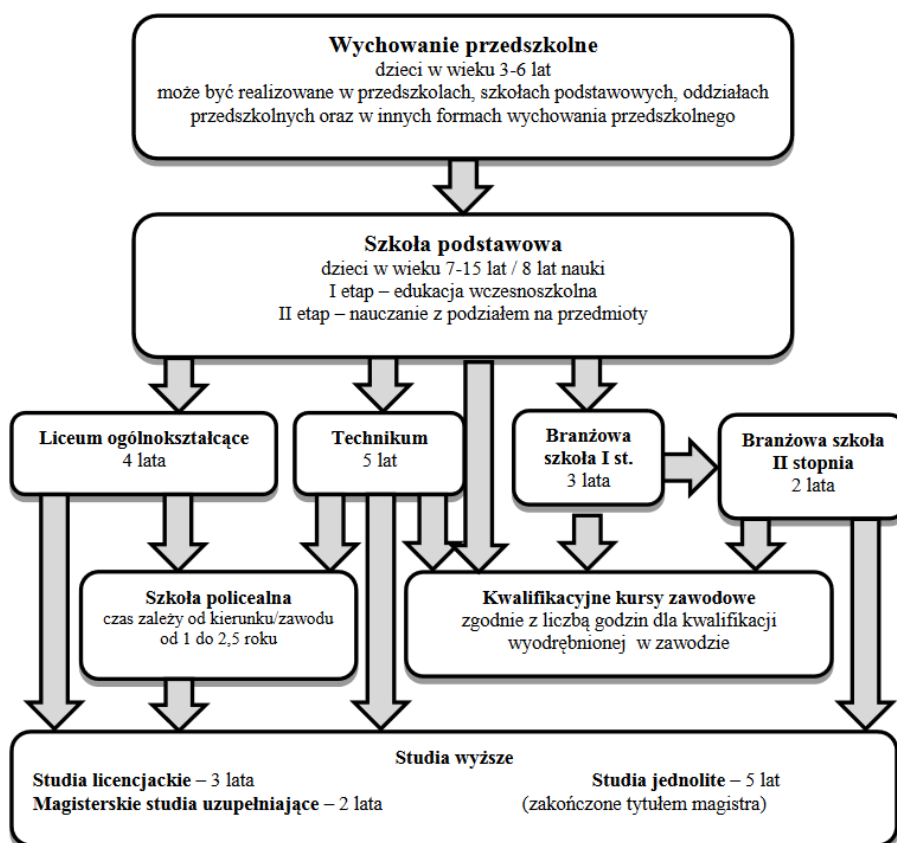 Wychowanie przedszkolne
dzieci w wieku 3-6 lat
może być realizowane w przedszkolach, szkołach podstawowych, oddziałach
przedszkolnych oraz w innych formach wychowania przedszkolnego
Szkoła podstawowa
dzieci w wieku 7-15 lat / 8 lat nauki
I etap – edukacja wczesnoszkolna
II etap – nauczanie z podziałem na przedmioty
Liceum ogólnokształcące
4 lata
Technikum
5 lat
Branżowa
szkoła I st.
3 lata
Branżowa szkoła
II stopnia
2 lata
Szkoła policealna
czas zależy od kierunku/zawodu
od 1 do 2,5 roku
Kwalifikacyjne kursy zawodowe
zgodnie z liczbą godzin dla kwalifikacji
wyodrębnionej w zawodzie
Studia wyższe
Studia licencjackie – 3 lata
Magisterskie studia uzupełniające – 2 lata
Studia jednolite – 5 lat
(zakończone tytułem magistra)